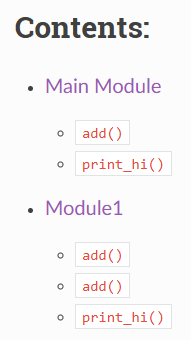 Contents:
Main Module
add()
print_hi()
Module1
add()
add()
print_hi()